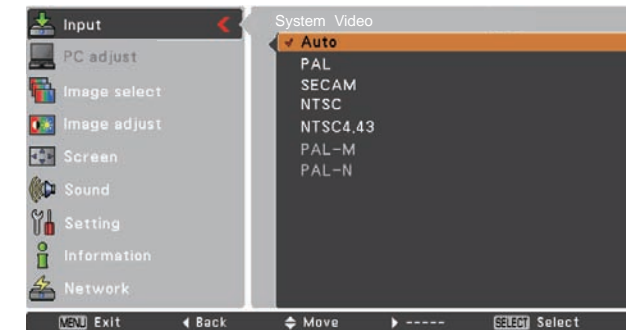 Input
PC adjust
Image select
Image adjust
Screen
Sound
Setting
Information
Network
System Video
Auto
PAL
SECAM
NTSC
NTSC4.43
PAL-M
PAL-N
MENU Exit
Back
Move
-----
SELECT Select